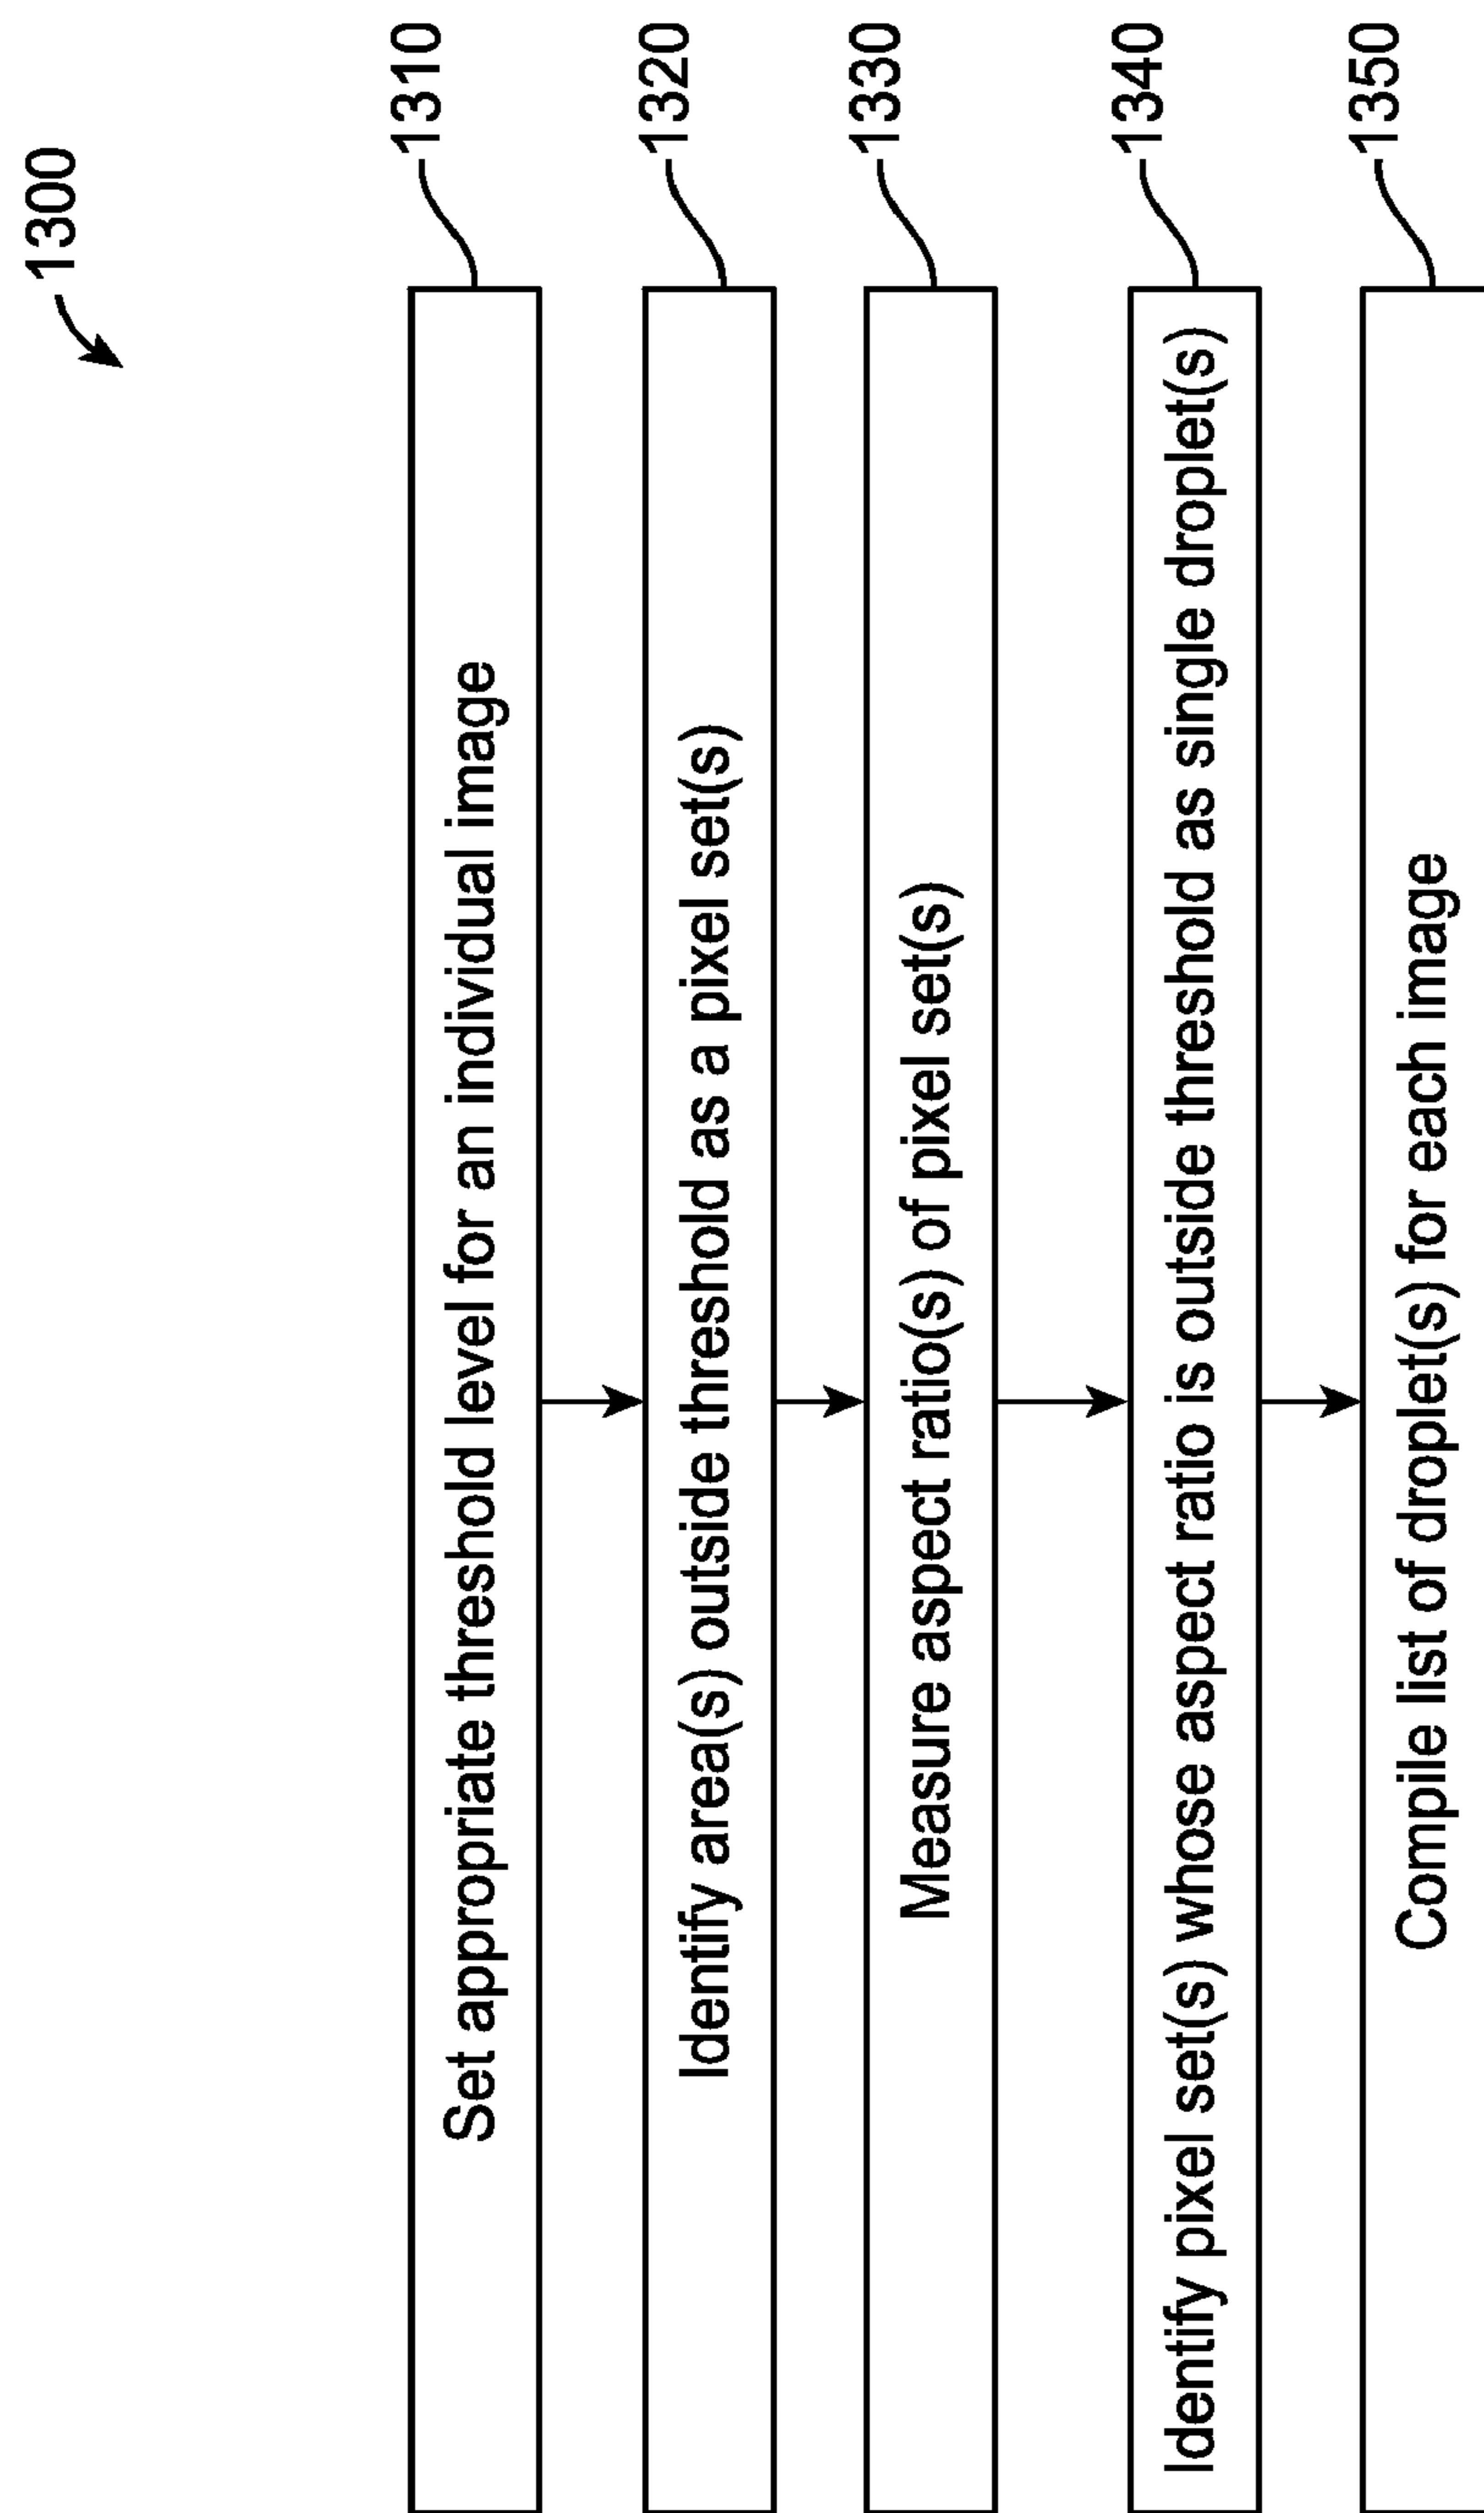 1300
Set appropriate threshold level for an individual image
1310
Identify area(s) outside threshold as a pixel set(s)
1320
Measure aspect ratio(s) of pixel set(s)
1330
Identify pixel set(s) whose aspect ratio is outside threshold as single droplet(s)
1340
Compile list of droplet(s) for each image
1350